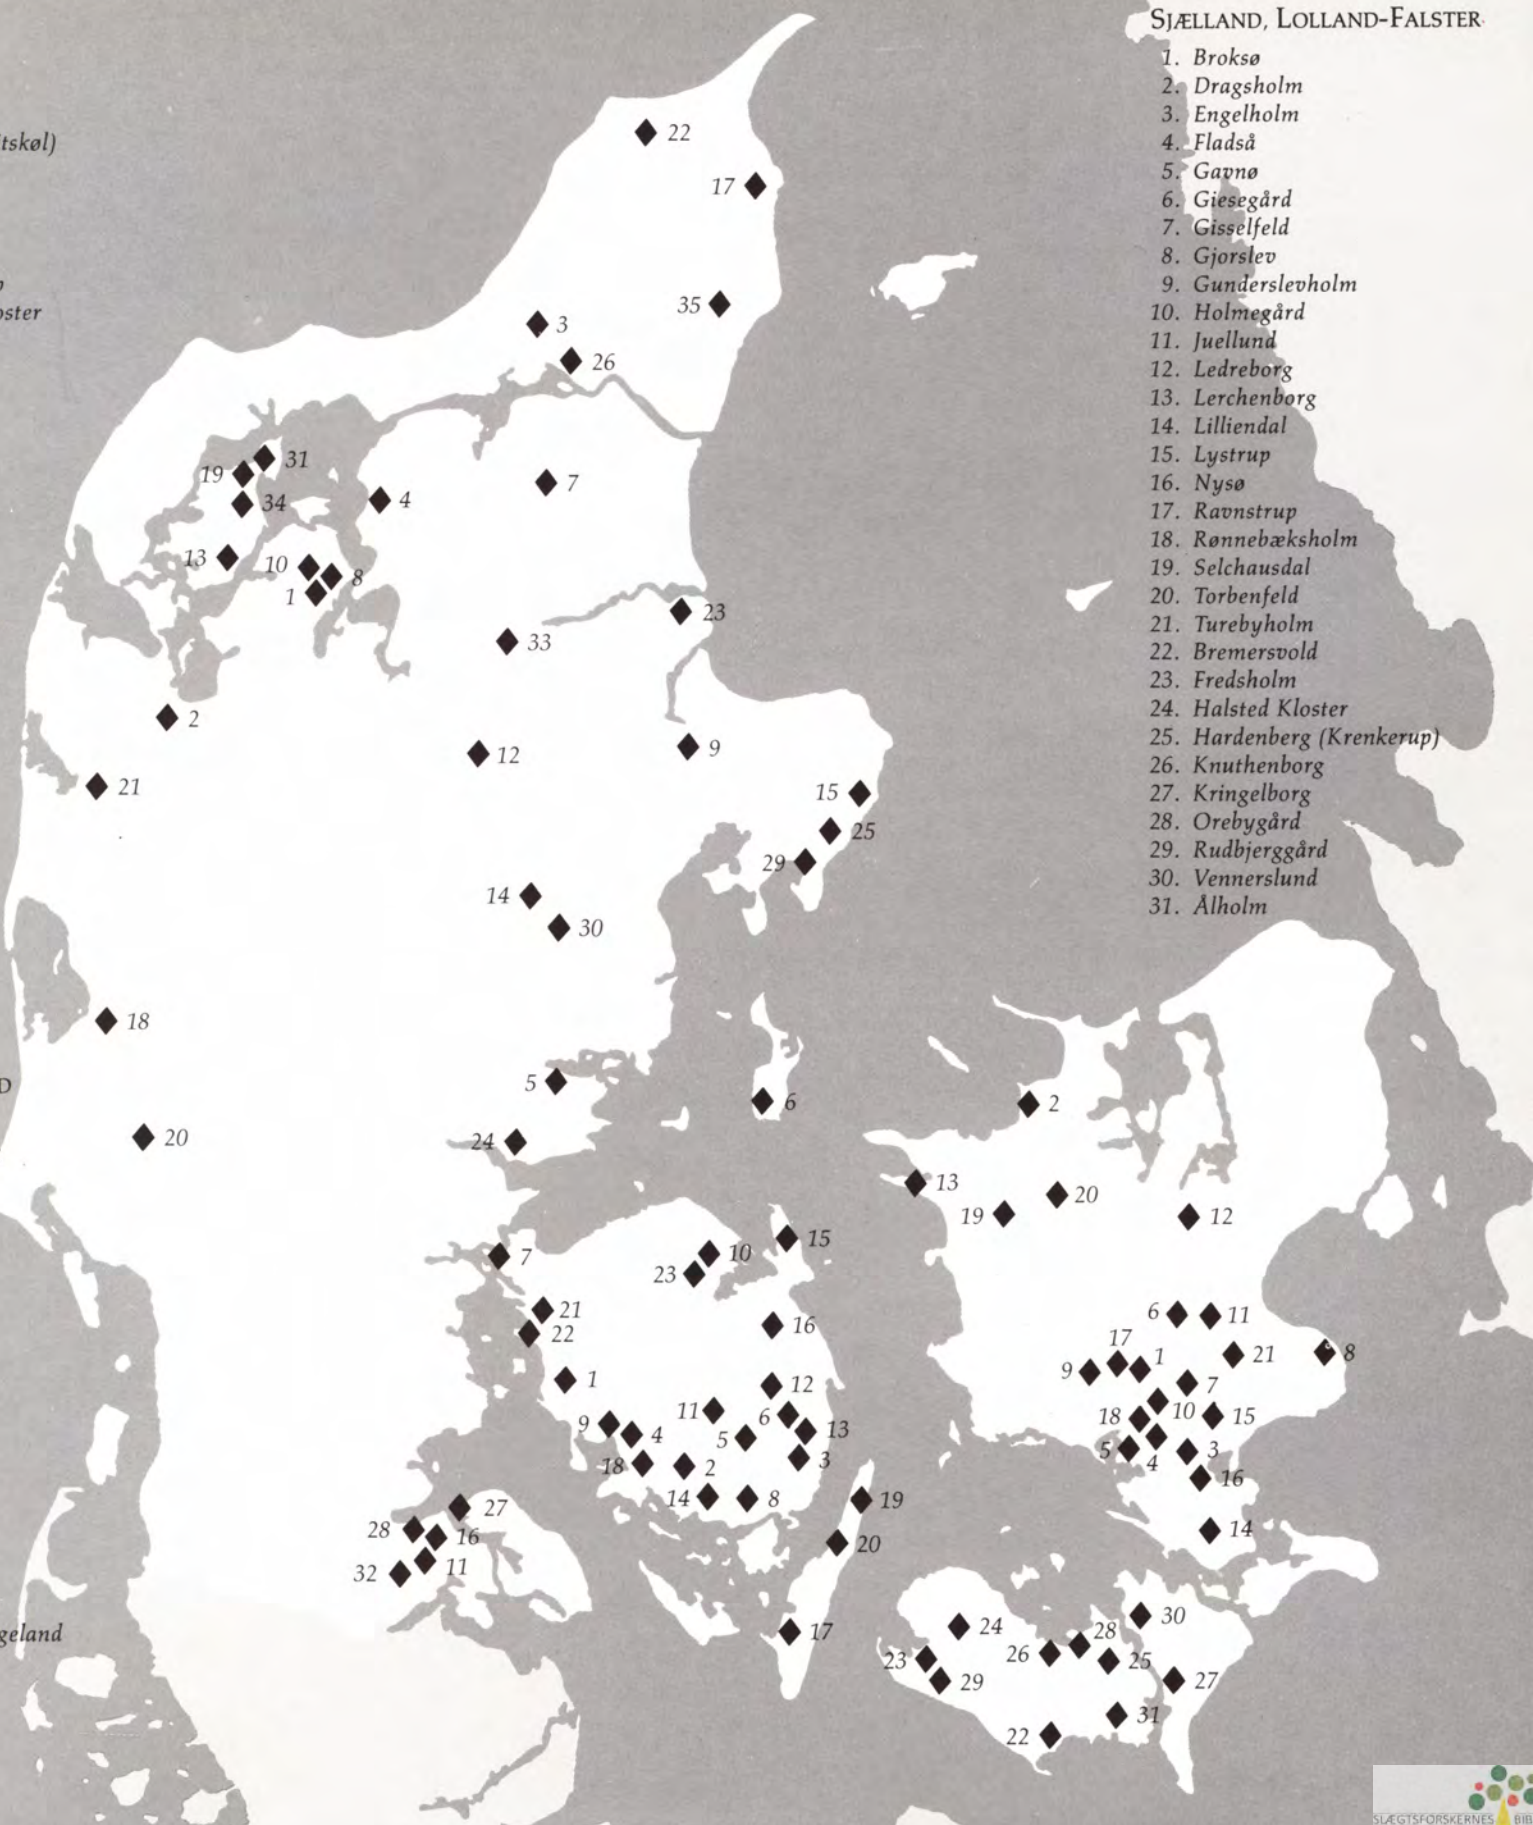 SJÆLLAND, LOLLAND-FALSTER
1. Broksø
2. Dragsholm
3. Engelholm
4. Fladså
5. Gavnø
6. Giesegård
7. Gisselfeld
8. Gjorslev
9. Gunderslevholm
10. Holmegård
11. Juellund
12. Ledreborg
13. Lerchenborg
14. Lilliendal
15. Lystrup
16. Nysø
17. Ravnstrup
18. Rønnebæksholm
19. Selchausdal
20. Torbenfeld
21. Turebyholm
22. Bremersvold
23. Fredsholm
24. Halsted Kloster
25. Hardenberg (Krenkerup)
26. Knuthenborg
27. Kringelborg
28. Orebygård
29. Rudbjerggård
30. Vennerslund
31. Ålholm
tskøl)
oster
D
geland
22
17
35
3
26
31
19
34
4
7
13
10
8
1
23
33
2
12
9
21
15
25
29
14
30
18
5
6
24
20
2
13
20
19
12
15
10
7
23
21
22
16
6
11
17
1
21
8
9
7
1
12
11
6
13
9
4
5
3
18
2
14
8
10
18
15
5
4
3
16
19
27
28
16
20
14
11
32
17
30
24
28
26
25
23
29
27
31
22
SLÆGTSFORSKERNES BIB